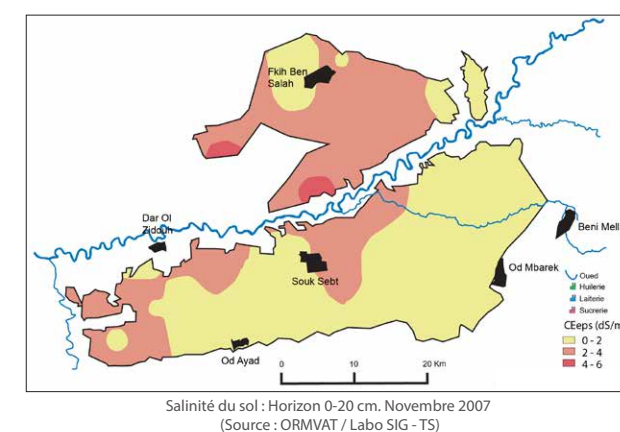 Fkih Ben
Salah
Dar Ol
Zidouh
Beni Mell
Od Mbarek
Souk Sebt
Od Ayad
Oued
Huilerie
Laiterie
Sucrerie
CEeps (dS/m
0 - 2
2 - 4
4 - 6
0 10 20 Km
Salinité du sol : Horizon 0-20 cm. Novembre 2007
(Source : ORMVAT / Labo SIG - TS)